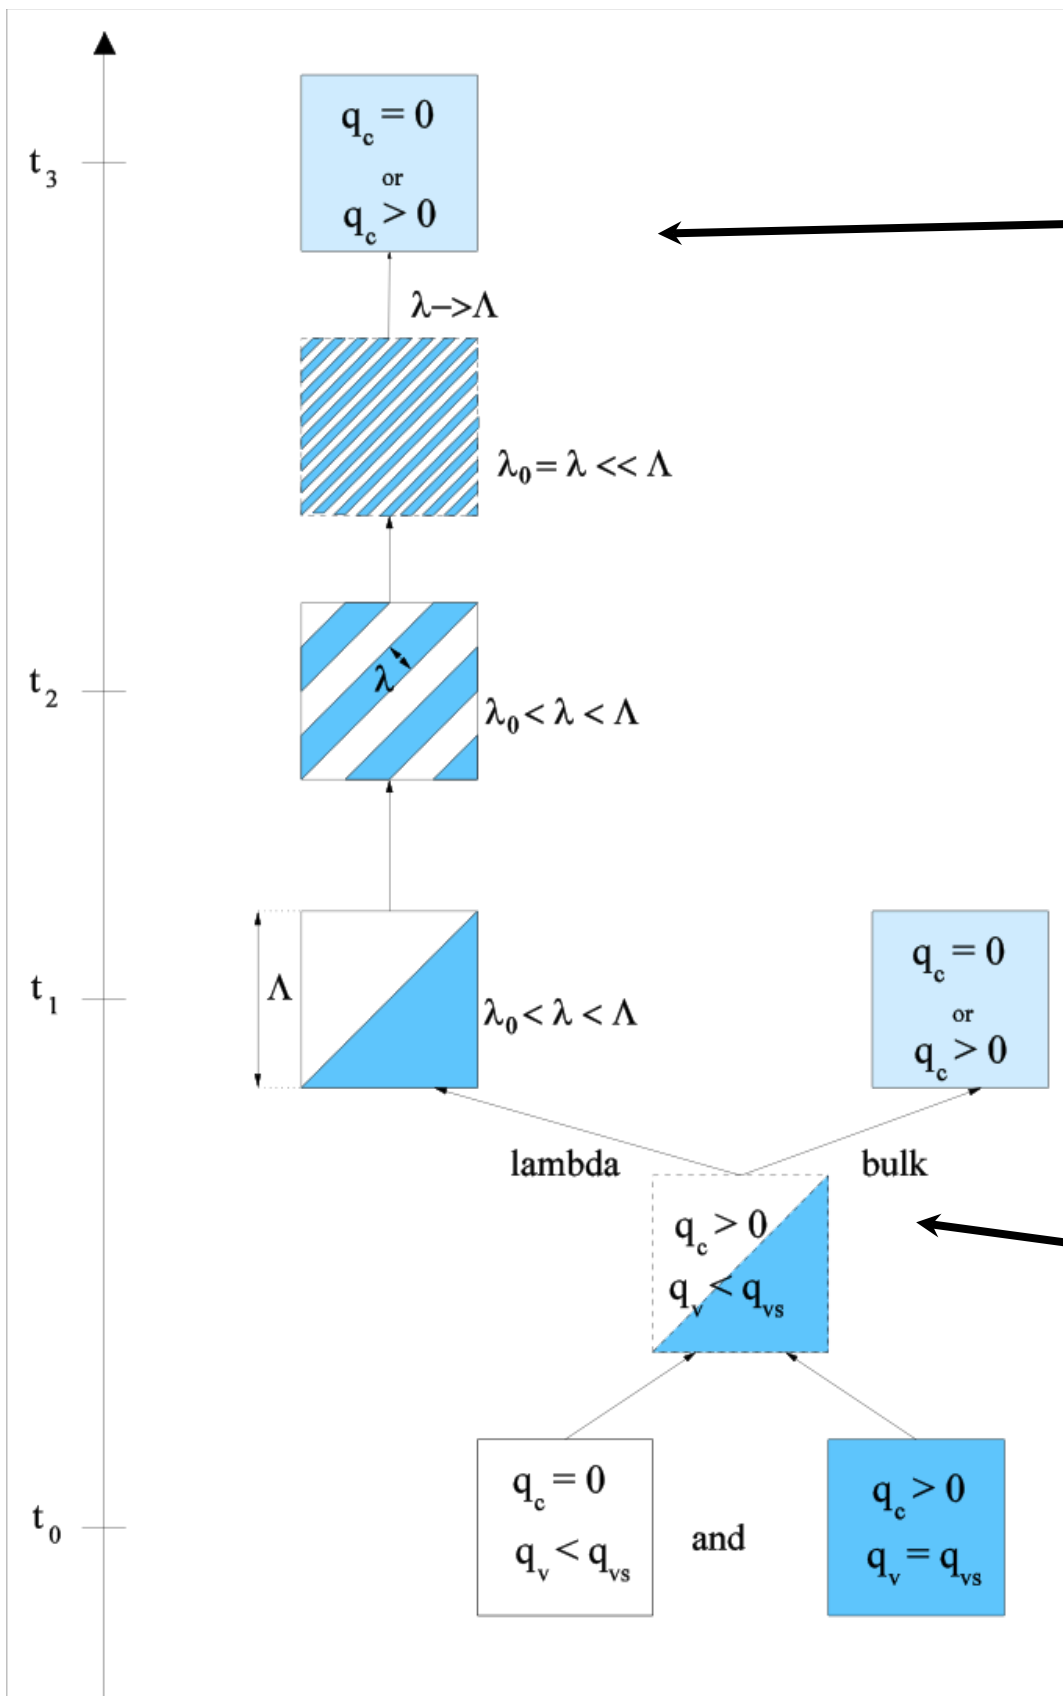 t₃
q_c = 0
or
q_c > 0
λ–>Λ
λ₀ = λ << Λ
t₂
λ
λ₀ < λ < Λ
t₁
Λ
λ₀ < λ < Λ
q_c = 0
or
q_c > 0
lambda
bulk
q_c > 0
q_v < q_vs
t₀
q_c = 0
q_v < q_vs
and
q_c > 0
q_v = q_vs